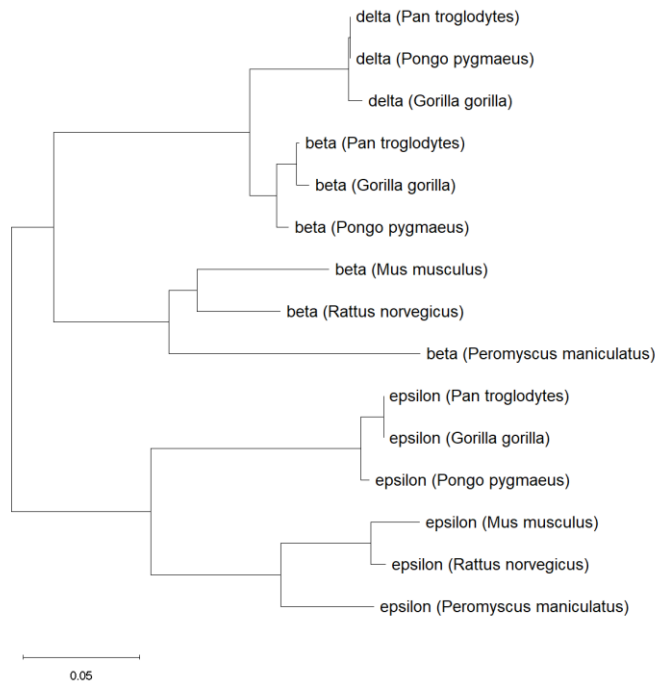 delta (Pan troglodytes)
delta (Pongo pygmaeus)
delta (Gorilla gorilla)
beta (Pan troglodytes)
beta (Gorilla gorilla)
beta (Pongo pygmaeus)
beta (Mus musculus)
beta (Rattus norvegicus)
beta (Peromyscus maniculatus)
epsilon (Pan troglodytes)
epsilon (Gorilla gorilla)
epsilon (Pongo pygmaeus)
epsilon (Mus musculus)
epsilon (Rattus norvegicus)
epsilon (Peromyscus maniculatus)
0.05